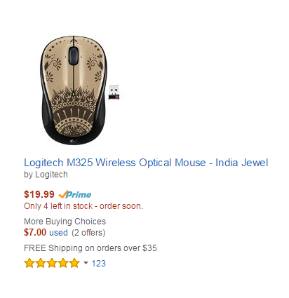 Logitech M325 Wireless Optical Mouse - India Jewel
by Logitech
$19.99 Prime
Only 4 left in stock - order soon.
More Buying Choices
$7.00 used (2 offers)
FREE Shipping on orders over $35
123